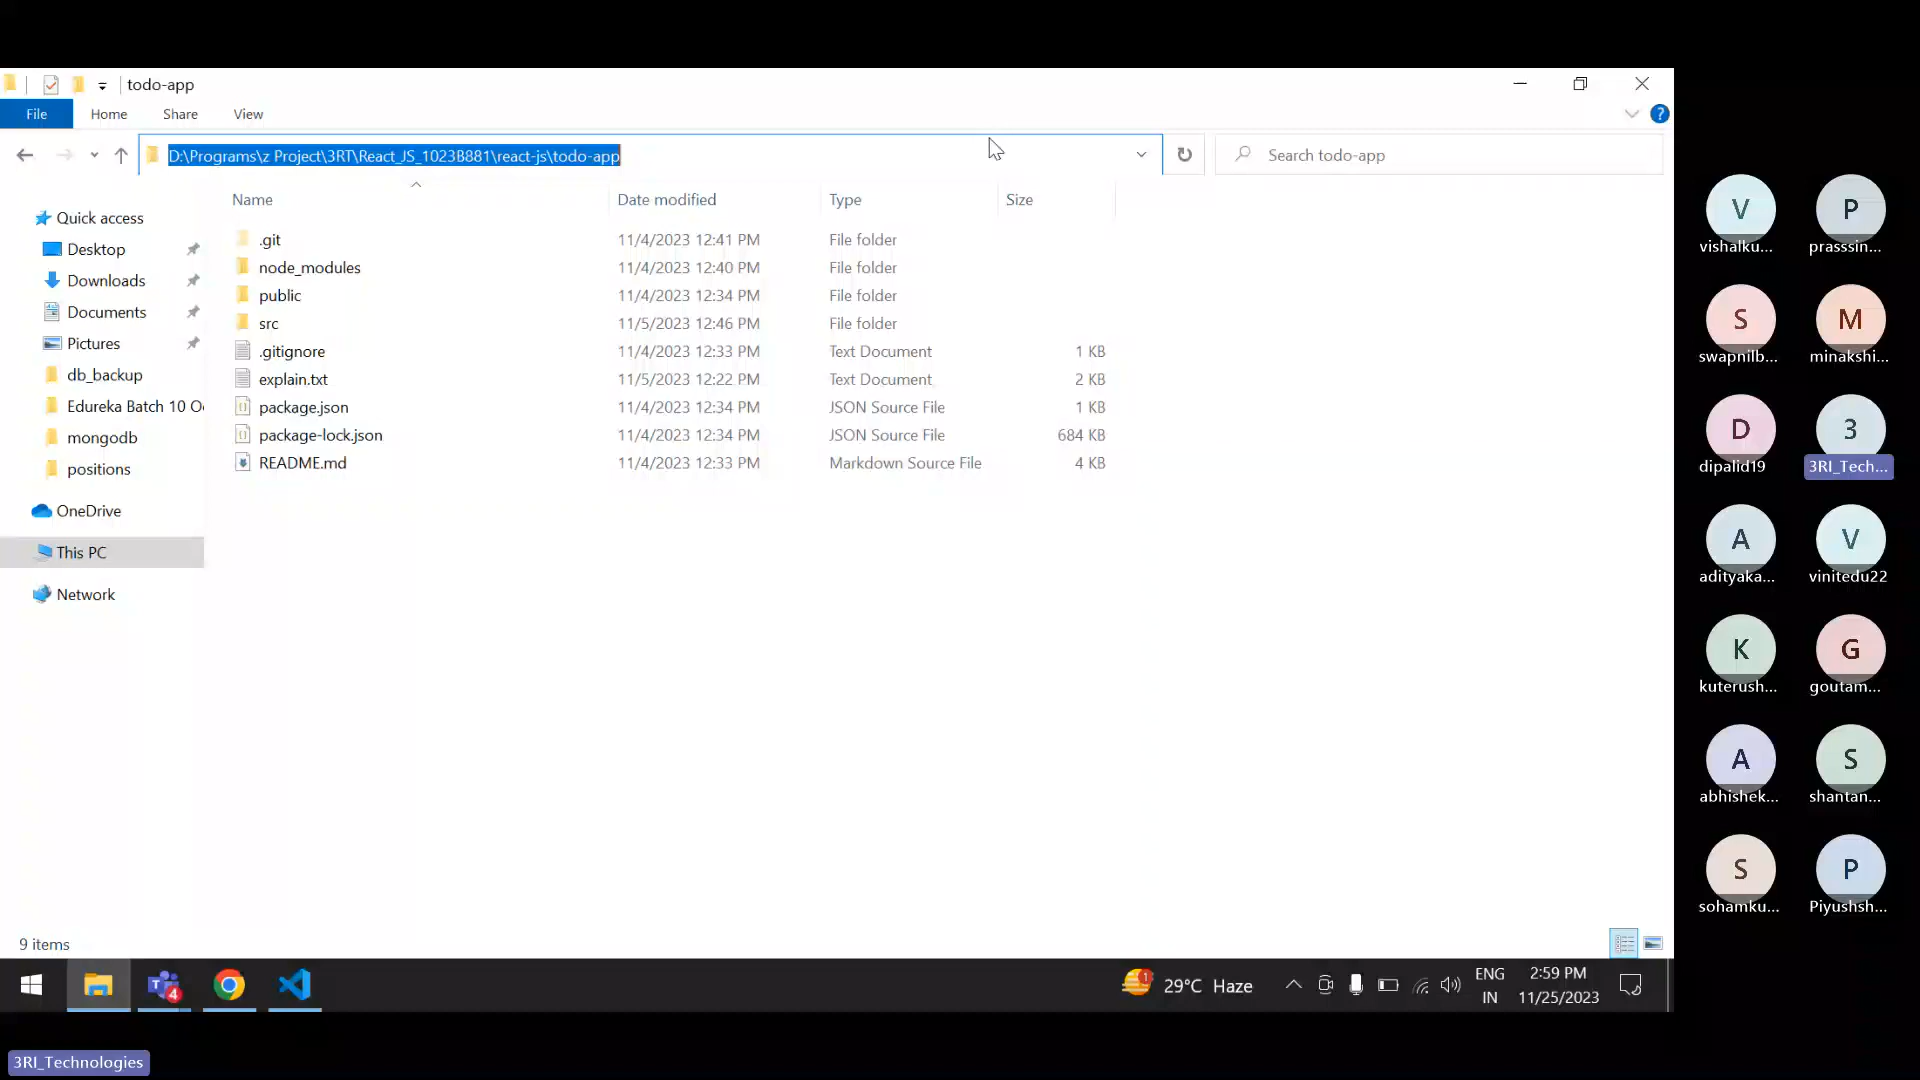 todo-app
File Home Share View
D:\Programs\z Project\3RT\React_JS_1023B881\react-js\todo-app
Search todo-app
Name Date modified Type Size
Quick access
Desktop
Downloads
Documents
Pictures
db_backup
Edureka Batch 10 O
mongodb
positions
OneDrive
This PC
Network
.git 11/4/2023 12:41 PM File folder
node_modules 11/4/2023 12:40 PM File folder
public 11/4/2023 12:34 PM File folder
src 11/5/2023 12:46 PM File folder
.gitignore 11/4/2023 12:33 PM Text Document 1 KB
explain.txt 11/5/2023 12:22 PM Text Document 2 KB
package.json 11/4/2023 12:34 PM JSON Source File 1 KB
package-lock.json 11/4/2023 12:34 PM JSON Source File 684 KB
README.md 11/4/2023 12:33 PM Markdown Source File 4 KB
9 items
V P
vishalku... prasssin...
S M
swapnilb... minakshi...
D 3
dipalid19 3RI_Tech...
A V
adityaka... vinitedu22
K G
kuterush... goutam...
A S
abhishek... shantan...
S P
sohamku... Piyushsh...
4
1
29°C Haze
ENG
IN
2:59 PM
11/25/2023
3RI_Technologies